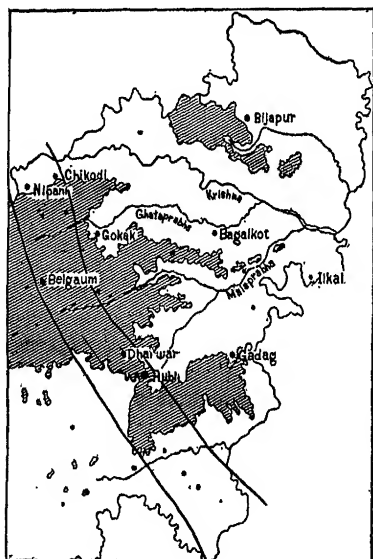 Bijapur
Chikodi
Nipani
Krishna
Ghataprabha
Gokak
Bagalkot
Malaprabha
Ilkal
Belgaum
Dharwar
Gadag
Hubli